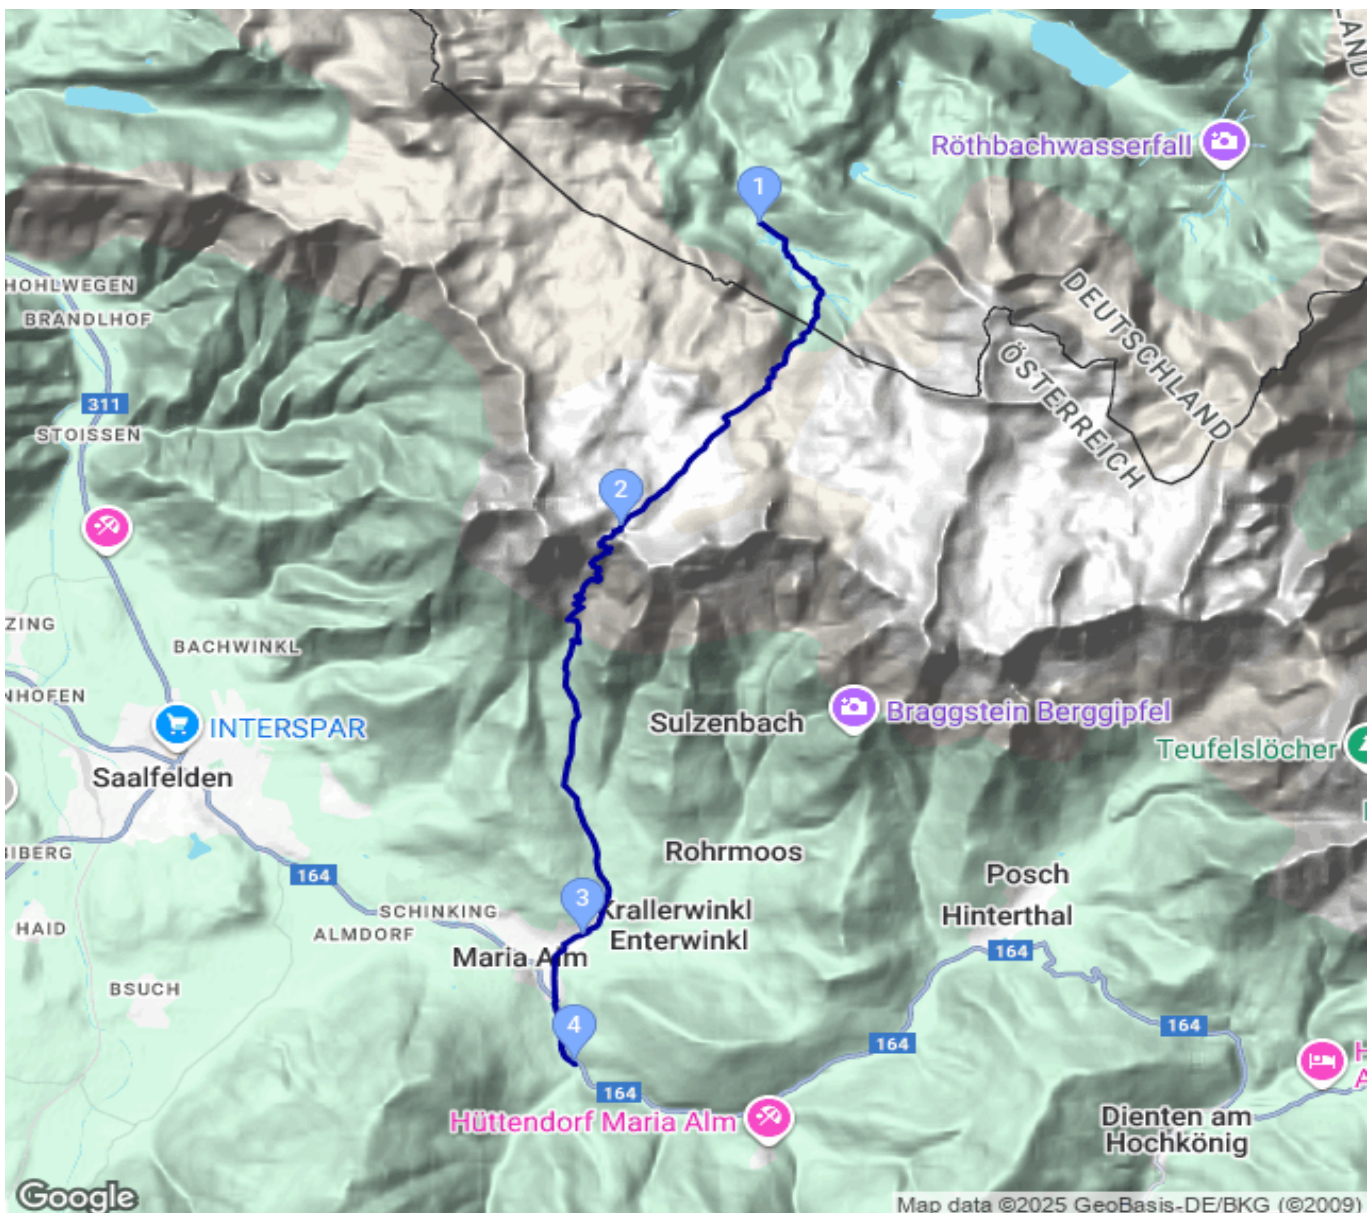 LAND
1
Röthbachwasserfall
DEUTSCHLAND
ÖSTERREICH
HOHLWEGEN
BRANDLHOF
311
STOISSEN
2
ZING
BACHWINKL
NHOFEN
INTERSPAR
Saalfelden
Sulzenbach
Braggstein Berggipfel
Teufelslöcher
BIBERG
164
Rohrmoos
Posch
3
Krallerwinkl
SCHINKING
Hinterthal
HAID
ALMDORF
Enterwinkl
Maria Alm
164
BSUCH
4
164
164
164
Hüttendorf Maria Alm
H
A
Dienten am
Hochkönig
Google
Map data ©2025 GeoBasis-DE/BKG (©2009)